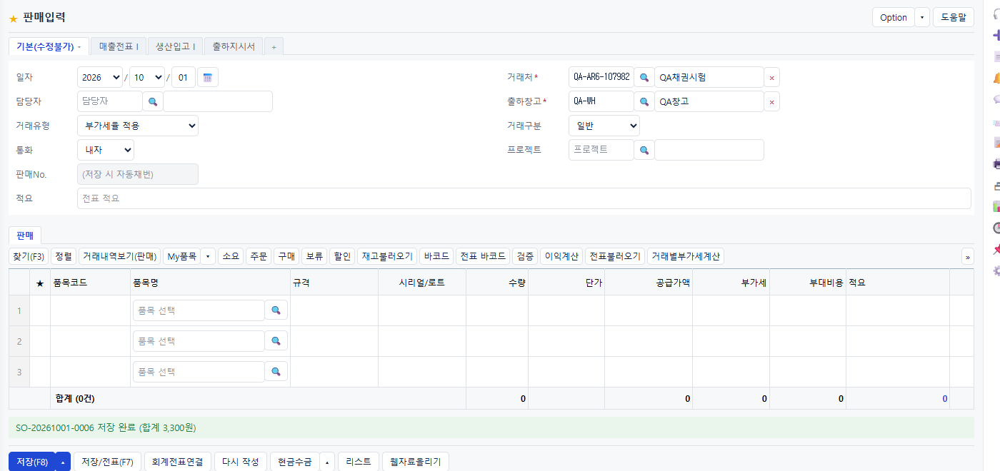 ★ 판매입력 Option ▾ 도움말
기본(수정불가) 매출전표 I 생산입고 I 출하지시서 +
일자 2026 / 10 / 01 거래처* QA-AR6-107982 QA채권시험 ×
담당자 담당자 출하창고* QA-WH QA창고 ×
거래유형 부가세율 적용 거래구분 일반
통화 내자 프로젝트 프로젝트
판매No. (저장 시 자동채번)
적요 전표 적요
판매
찾기(F3) 정렬 거래내역보기(판매) My품목 ▾ 소요 주문 구매 보류 할인 재고불러오기 바코드 전표 바코드 검증 이익계산 전표불러오기 거래별부가세계산 »
★ 품목코드 품목명 규격 시리얼/로트 수량 단가 공급가액 부가세 부대비용 적요
1 품목 선택
2 품목 선택
3 품목 선택
합계 (0건) 0 0 0 0 0
SO-20261001-0006 저장 완료 (합계 3,300원)
저장(F8) ▴ 저장/전표(F7) 회계전표연결 다시 작성 현금수금 ▴ 리스트 웹자료올리기